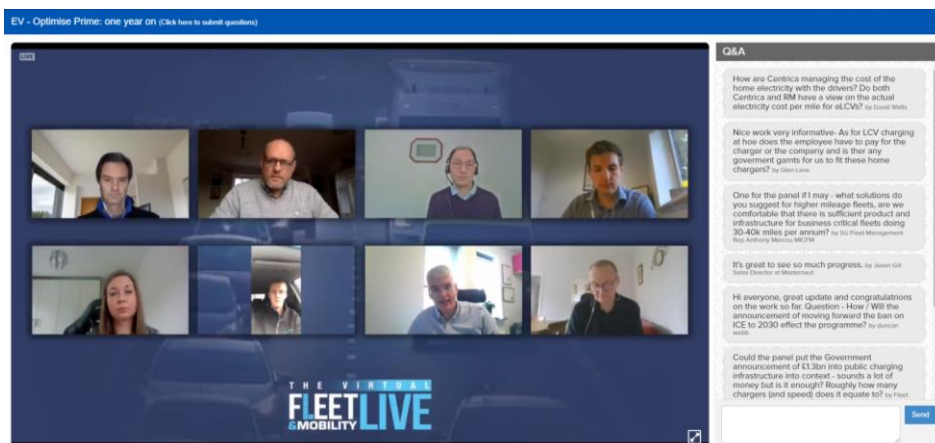 EV - Optimise Prime: one year on (Click here to submit questions)
LIVE
THE VIRTUAL
FLEET LIVE
&MOBILITY
Q&A
How are Centrica managing the cost of the
home electricity with the drivers? Do both
Centrica and RM have a view on the actual
electricity cost per mile for eLCVs? by David Watts
Nice work very informative- As for LCV charging
at hoe does the employee have to pay for the
charger or the company and is ther any
goverment garnts for us to fit these home
chargers? by Glen Lane
One for the panel if I may - what solutions do
you suggest for higher mileage fleets, are we
comfortable that there is sufficient product and
infrastructure for business critical fleets doing
30-40k miles per annum? by SG Fleet Management
Rep Anthony Marcou MICFM
It's great to see so much progress. by Jason Gill
Sales Director at Masternaut
Hi everyone, great update and congratulatrions
on the work so far. Question - How / Will the
announcement of moving forward the ban on
ICE to 2030 effect the programme? by duncan
webb
Could the panel put the Government
announcement of £1.3bn into public charging
infrastructure into context - sounds a lot of
money but is it enough? Roughly how many
chargers (and speed) does it equate to? by Fleet
Send